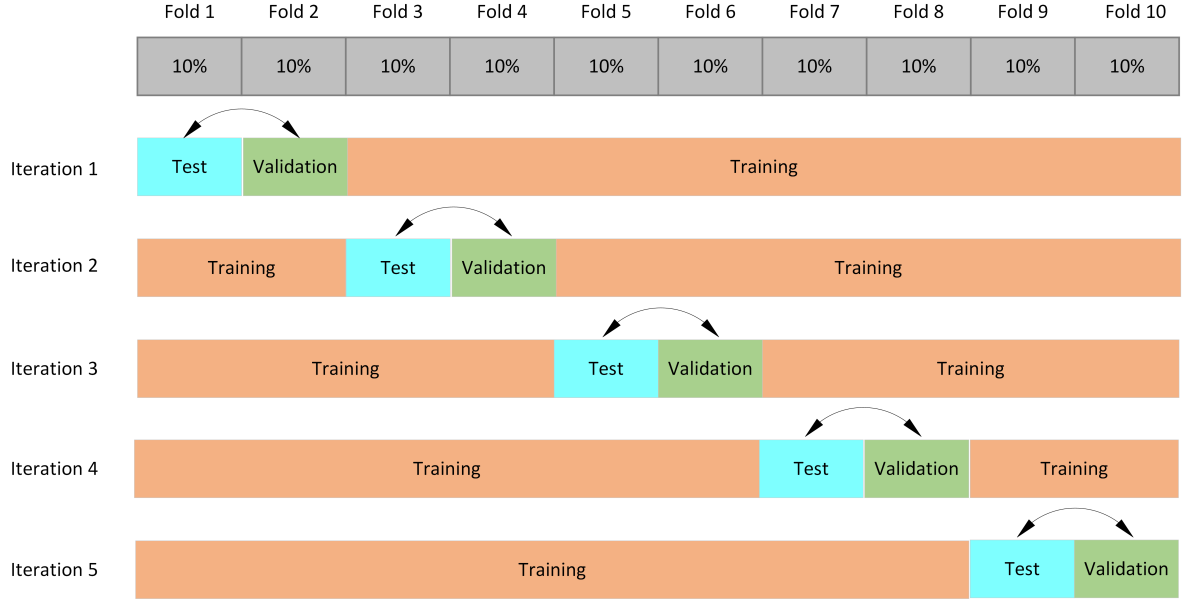 Fold 1 Fold 2 Fold 3 Fold 4 Fold 5 Fold 6 Fold 7 Fold 8 Fold 9 Fold 10
10% 10% 10% 10% 10% 10% 10% 10% 10% 10%
Iteration 1 Test Validation Training
Iteration 2 Training Test Validation Training
Iteration 3 Training Test Validation Training
Iteration 4 Training Test Validation Training
Iteration 5 Training Test Validation